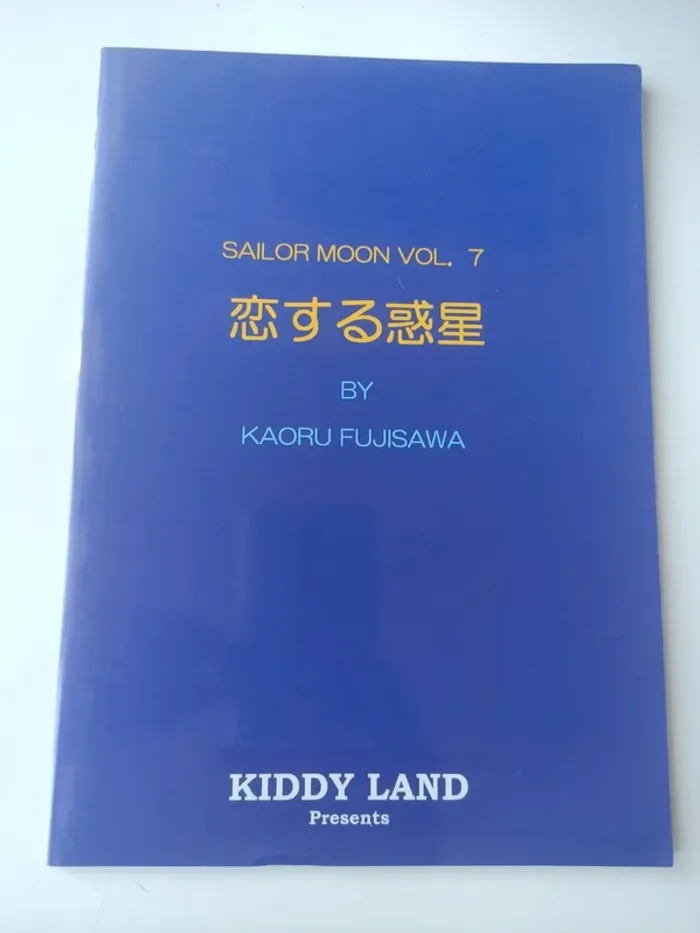 SAILOR MOON VOL. 7
恋する惑星
BY
KAORU FUJISAWA
KIDDY LAND
Presents